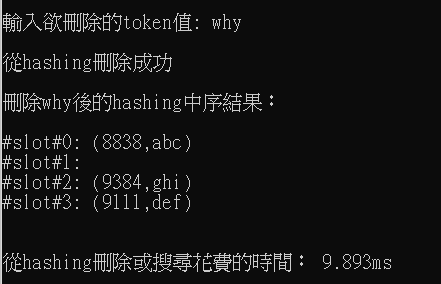 輸入欲刪除的token值: why
從hashing刪除成功
刪除why後的hashing中序結果：
#slot#0: (8838,abc)
#slot#1:
#slot#2: (9384,ghi)
#slot#3: (9111,def)
從hashing刪除或搜尋花費的時間： 9.893ms